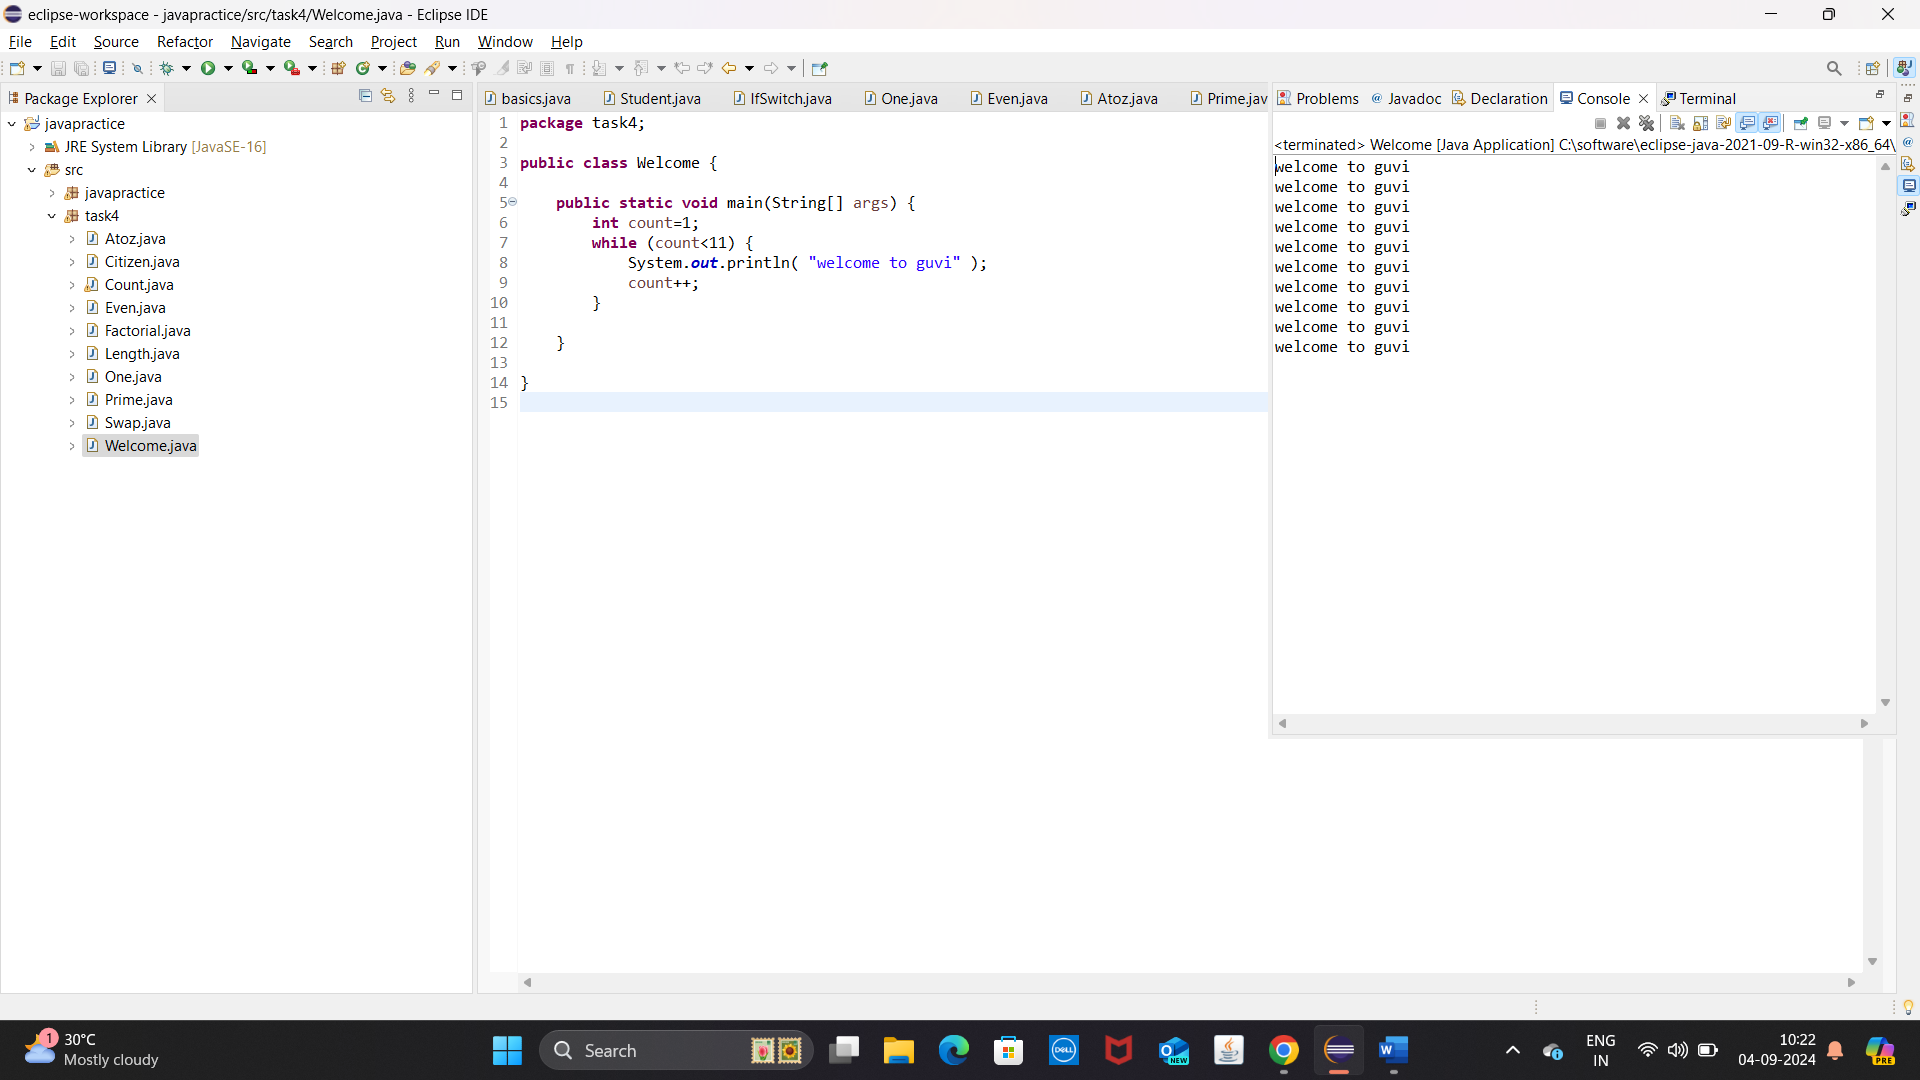 eclipse-workspace - javapractice/src/task4/Welcome.java - Eclipse IDE
File Edit Source Refactor Navigate Search Project Run Window Help
Package Explorer
javapractice
JRE System Library [JavaSE-16]
src
javapractice
task4
Atoz.java
Citizen.java
Count.java
Even.java
Factorial.java
Length.java
One.java
Prime.java
Swap.java
Welcome.java
basics.java Student.java IfSwitch.java One.java Even.java Atoz.java Prime.jav
1 package task4;
2
3 public class Welcome {
4
5 public static void main(String[] args) {
6 int count=1;
7 while (count<11) {
8 System.out.println( "welcome to guvi" );
9 count++;
10 }
11
12 }
13
14 }
15
Problems Javadoc Declaration Console Terminal
<terminated> Welcome [Java Application] C:\software\eclipse-java-2021-09-R-win32-x86_64\
welcome to guvi
welcome to guvi
welcome to guvi
welcome to guvi
welcome to guvi
welcome to guvi
welcome to guvi
welcome to guvi
welcome to guvi
welcome to guvi
1
30°C
Mostly cloudy
Search
DELL
NEW
W
ENG
IN
10:22
04-09-2024
PRE